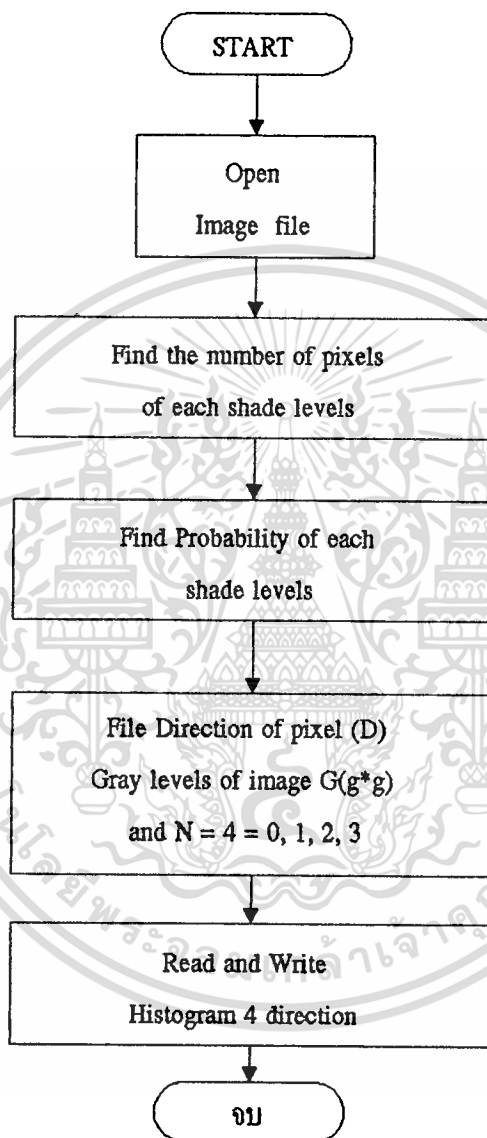 START
Open
Image file
Find the number of pixels
of each shade levels
Find Probability of each
shade levels
File Direction of pixel (D)
Gray levels of image G(g*g)
and N = 4 = 0, 1, 2, 3
Read and Write
Histogram 4 direction
จบ